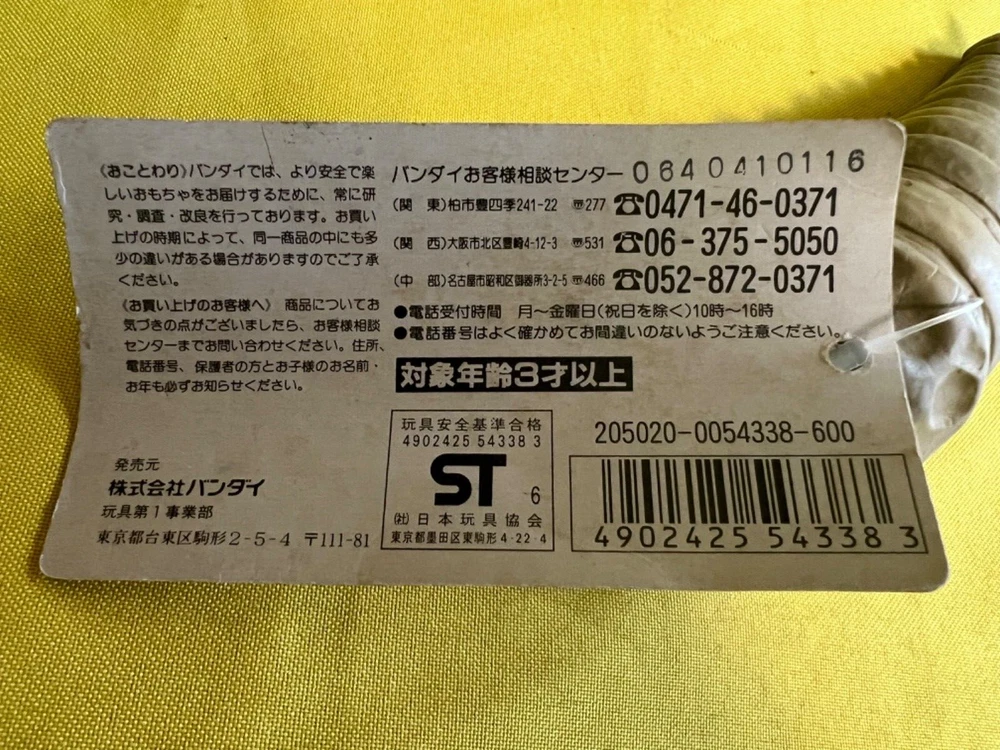 《おことわり》バンダイでは、より安全で楽
しいおもちゃをお届けするために、常に研
究・調査・改良を行っております。お買い
上げの時期によって、同一商品の中にも多
少の違いがある場合がありますのでご了承
ください。
《お買い上げのお客様へ》 商品についてお
気づきの点がございましたら、お客様相談
センターまでお問い合わせください。住所、
電話番号、保護者の方とお子様のお名前・
お年も必ずお知らせください。
発売元
株式会社バンダイ
玩具第1事業部
東京都台東区駒形2-5-4 〒111-81
バンダイお客様相談センター 0640410116
(関 東)柏市豊四季241-22 〠277 ☎0471-46-0371
(関 西)大阪市北区豊崎4-12-3 〠531 ☎06-375-5050
(中 部)名古屋市昭和区御器所3-2-5 〠466 ☎052-872-0371
●電話受付時間 月〜金曜日(祝日を除く)10時〜16時
●電話番号はよく確かめてお間違いのないようご注意ください。
対象年齢3才以上
玩具安全基準合格
4902425 54338 3
ST 6
㈳日本玩具協会
東京都墨田区東駒形4-22-4
205020-0054338-600
4902425 543383